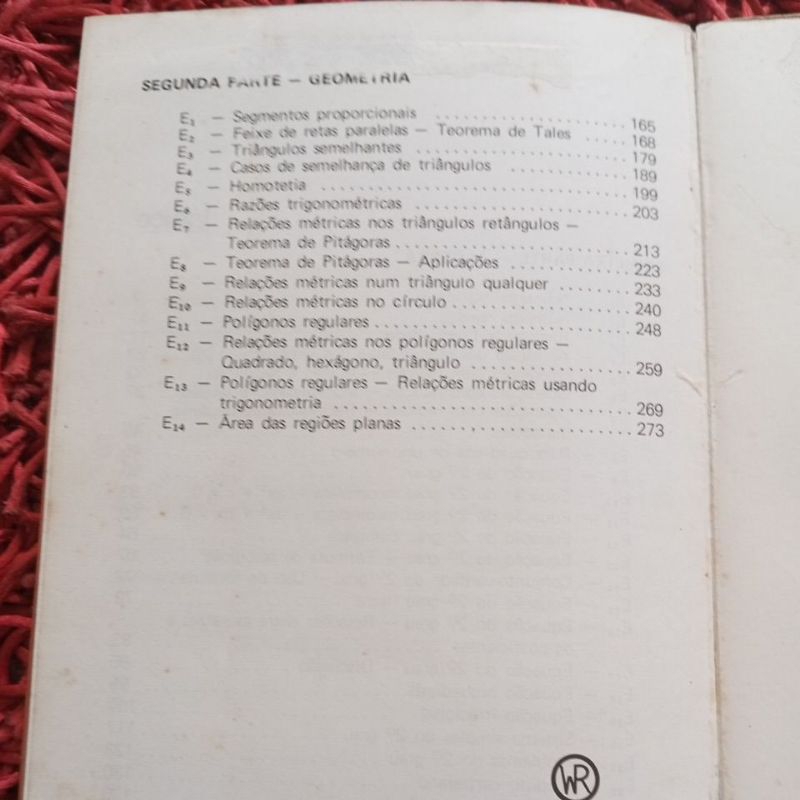 SEGUNDA PARTE — GEOMETRIA
E₁ — Segmentos proporcionais ..................... 165
E₂ — Feixe de retas paralelas — Teorema de Tales ..... 168
E₃ — Triângulos semelhantes ..................... 179
E₄ — Casos de semelhança de triângulos ............ 189
E₅ — Homotetia ............................... 199
E₆ — Razões trigonométricas ..................... 203
E₇ — Relações métricas nos triângulos retângulos —
Teorema de Pitágoras ....................... 213
E₈ — Teorema de Pitágoras — Aplicações ............ 223
E₉ — Relações métricas num triângulo qualquer ........ 233
E₁₀ — Relações métricas no círculo .................. 240
E₁₁ — Polígonos regulares ......................... 248
E₁₂ — Relações métricas nos polígonos regulares —
Quadrado, hexágono, triângulo ................ 259
E₁₃ — Polígonos regulares — Relações métricas usando
trigonometria .............................. 269
E₁₄ — Área das regiões planas ...................... 273
WR